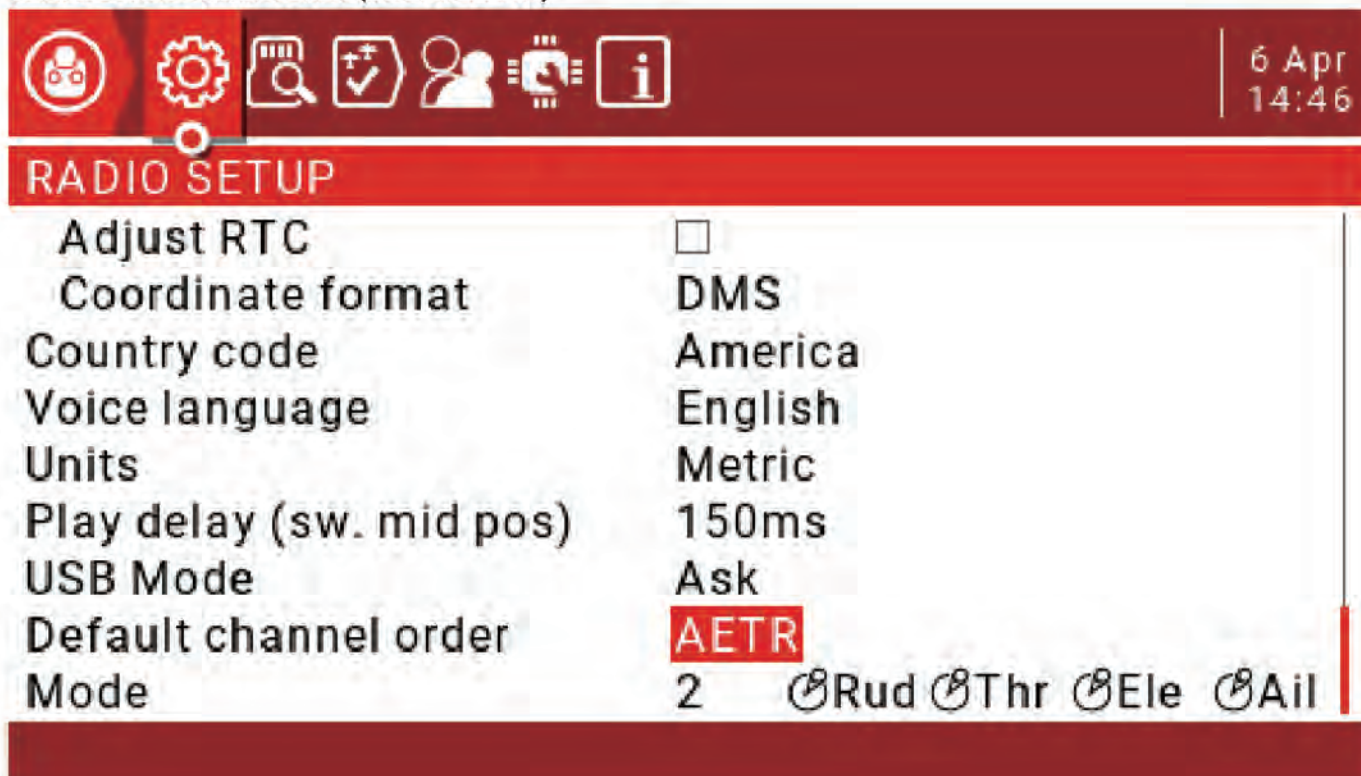 6 Apr
14:46
RADIO SETUP
Adjust RTC
Coordinate format DMS
Country code America
Voice language English
Units Metric
Play delay (sw. mid pos) 150ms
USB Mode Ask
Default channel order AETR
Mode 2 Rud Thr Ele Ail